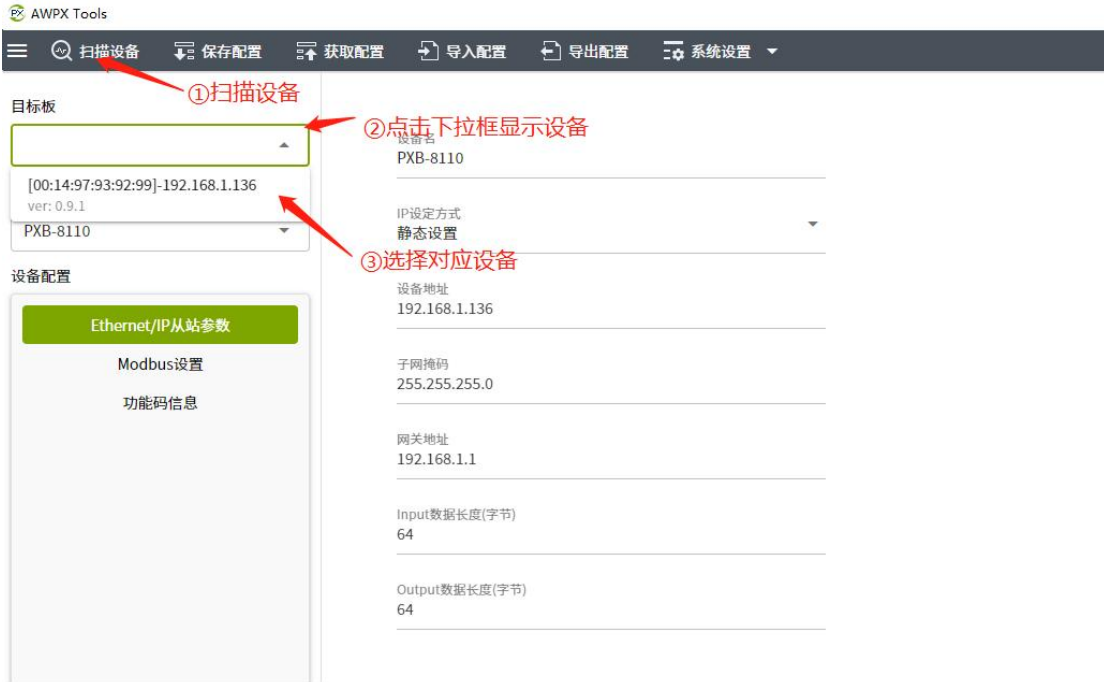 AWPX Tools
扫描设备 保存配置 获取配置 导入配置 导出配置 系统设置
①扫描设备
目标板
②点击下拉框显示设备
[00:14:97:93:92:99]-192.168.1.136
ver: 0.9.1
PXB-8110
③选择对应设备
设备配置
Ethernet/IP从站参数
Modbus设置
功能码信息
设备名
PXB-8110
IP设定方式
静态设置
设备地址
192.168.1.136
子网掩码
255.255.255.0
网关地址
192.168.1.1
Input数据长度(字节)
64
Output数据长度(字节)
64